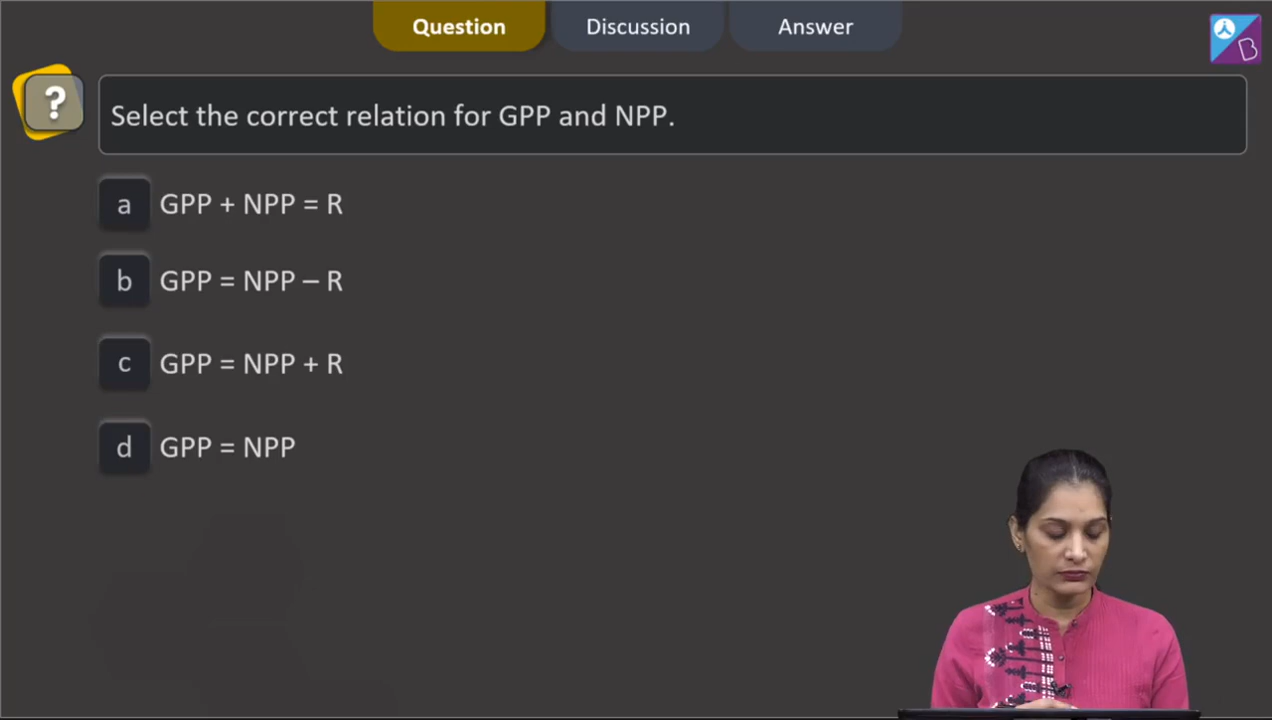 Question
Discussion
Answer
?
Select the correct relation for GPP and NPP.
a
GPP + NPP = R
b
GPP = NPP – R
c
GPP = NPP + R
d
GPP = NPP
B